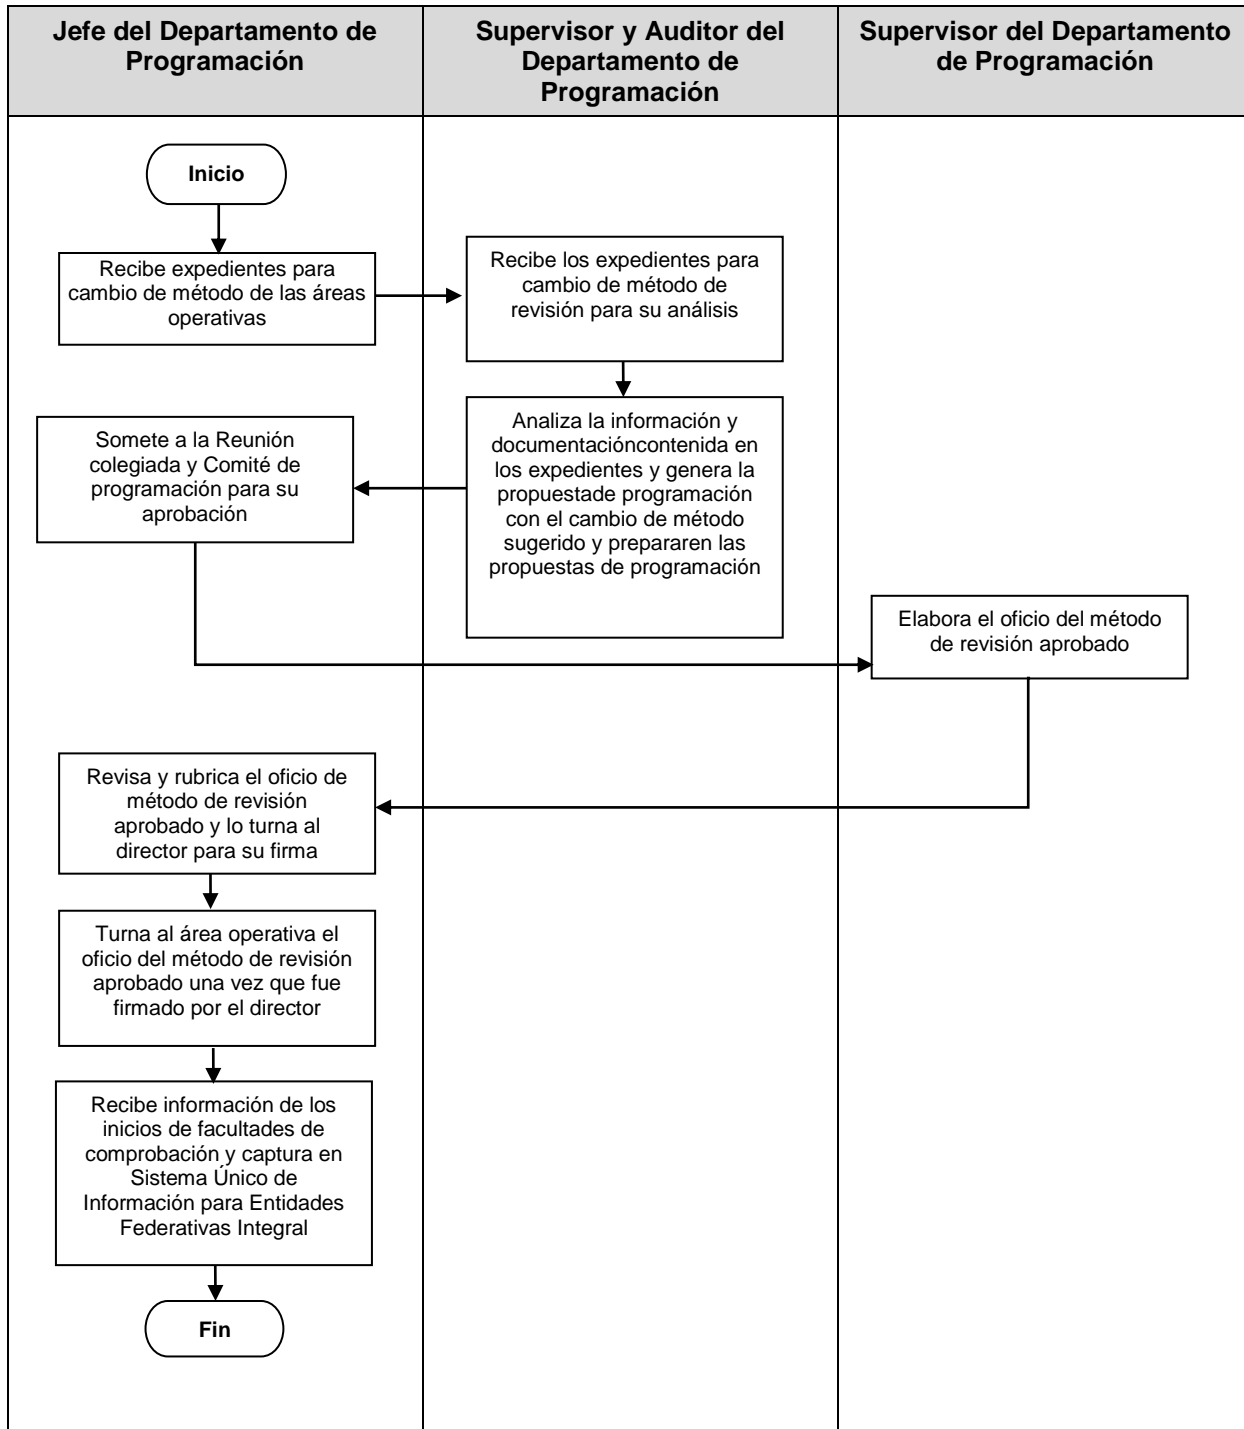 Jefe del Departamento de
Programación
Supervisor y Auditor del
Departamento de
Programación
Supervisor del Departamento
de Programación
Inicio
Recibe expedientes para
cambio de método de las áreas
operativas
Recibe los expedientes para
cambio de método de
revisión para su análisis
Analiza la información y
documentacióncontenida en
los expedientes y genera la
propuestade programación
con el cambio de método
sugerido y prepararen las
propuestas de programación
Somete a la Reunión
colegiada y Comité de
programación para su
aprobación
Elabora el oficio del método
de revisión aprobado
Revisa y rubrica el oficio de
método de revisión
aprobado y lo turna al
director para su firma
Turna al área operativa el
oficio del método de revisión
aprobado una vez que fue
firmado por el director
Recibe información de los
inicios de facultades de
comprobación y captura en
Sistema Único de
Información para Entidades
Federativas Integral
Fin